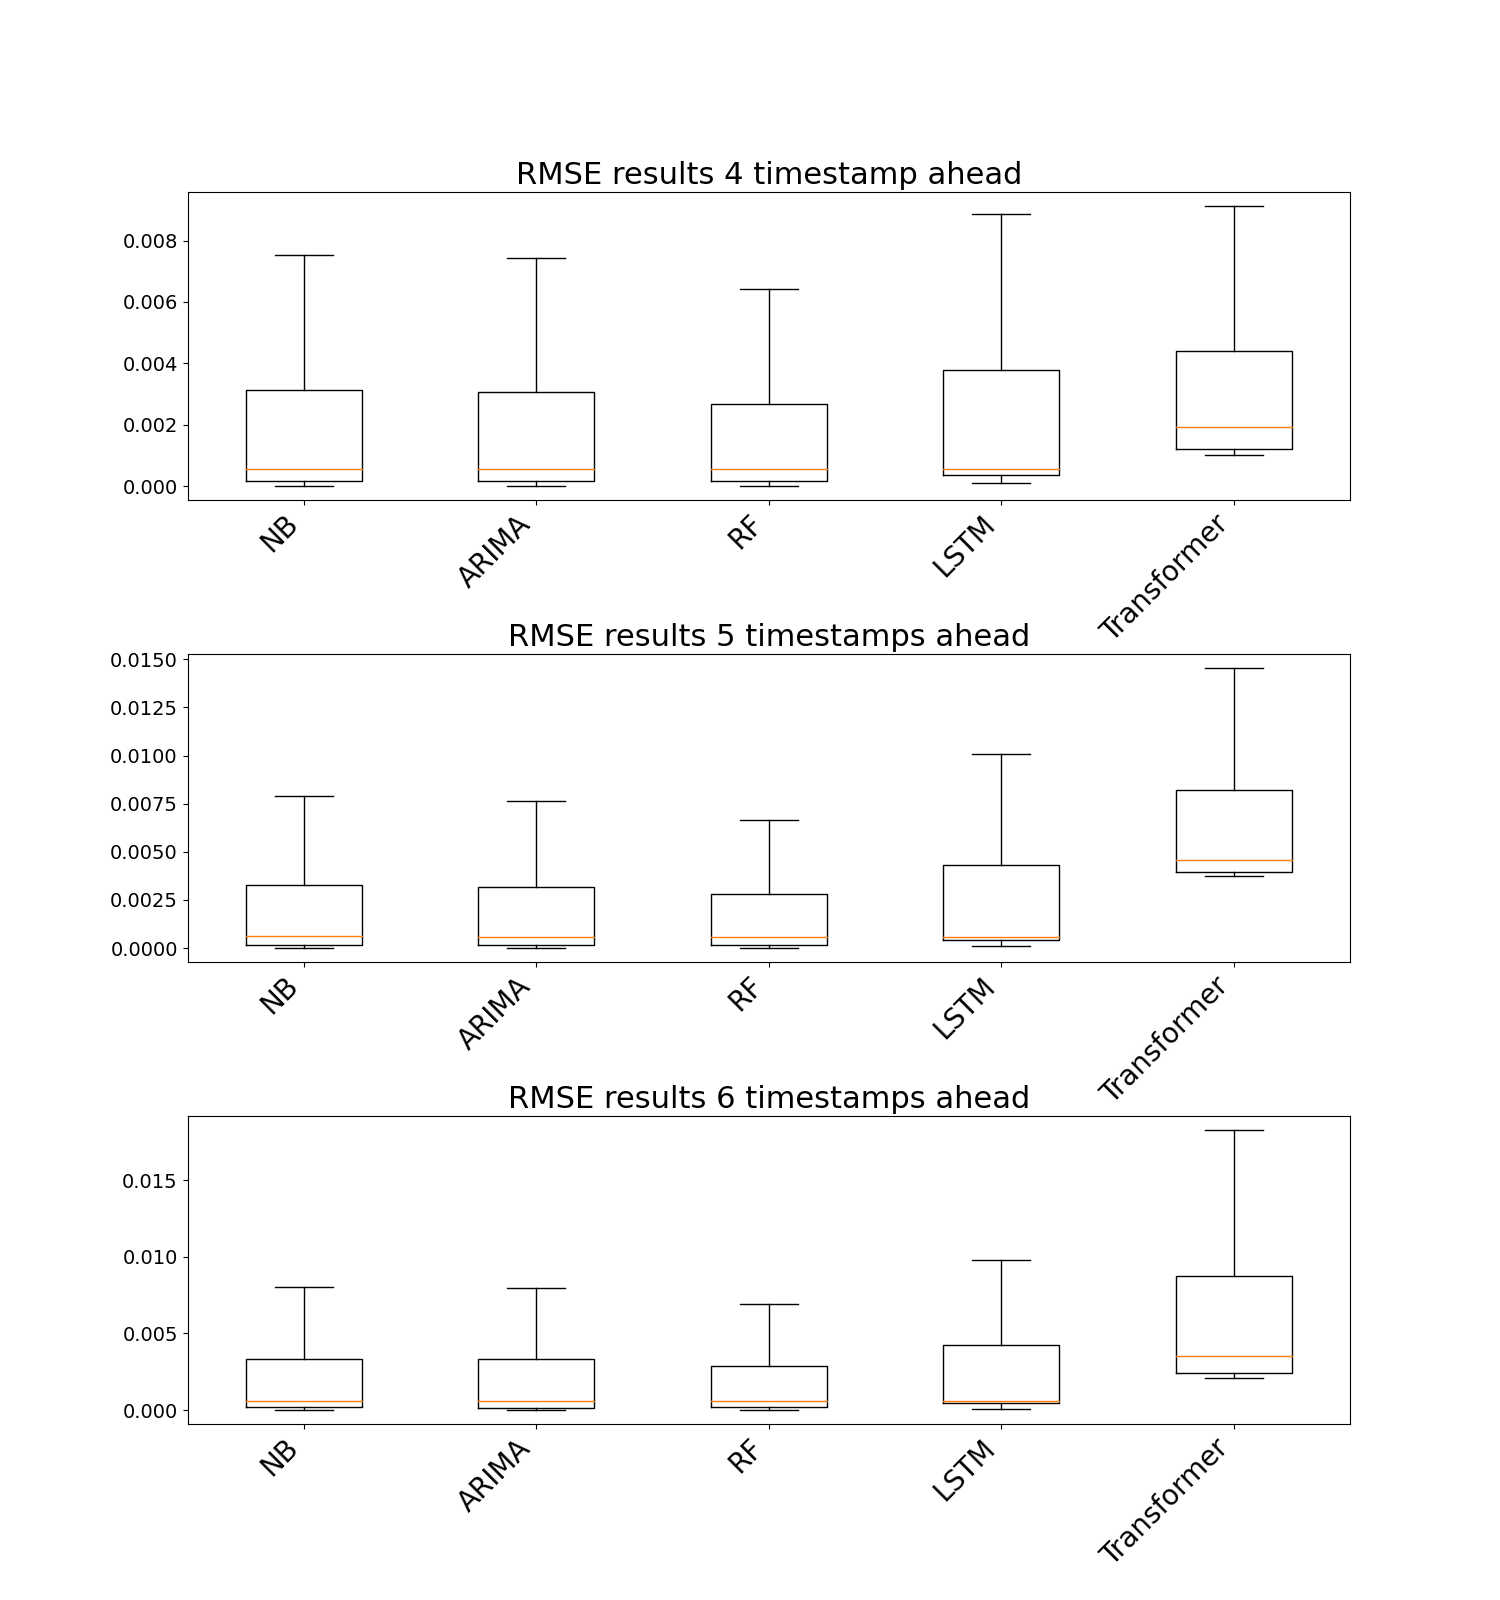 RMSE results 4 timestamp ahead
0.008
0.006
0.004
0.002
0.000
NB
ARIMA
RF
LSTM
Transformer
RMSE results 5 timestamps ahead
0.0150
0.0125
0.0100
0.0075
0.0050
0.0025
0.0000
NB
ARIMA
RF
LSTM
Transformer
RMSE results 6 timestamps ahead
0.015
0.010
0.005
0.000
NB
ARIMA
RF
LSTM
Transformer